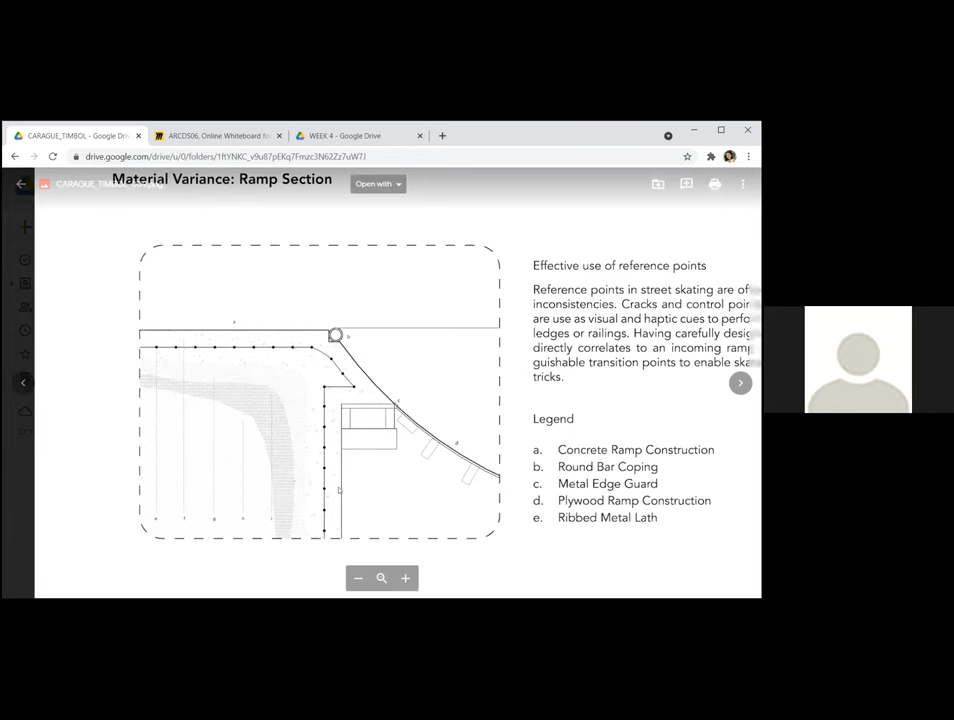 CARAGUE_TIMBOL - Google Driv
ARCDS06, Online Whiteboard for
WEEK 4 - Google Drive
drive.google.com/drive/u/0/folders/1ftYNKC_v9u87pEKq7Fmzc3N62Zz7uW7J
Material Variance: Ramp Section
Open with
Effective use of reference points
Reference points in street skating are of
inconsistencies. Cracks and control poin
are use as visual and haptic cues to perfo
ledges or railings. Having carefully desig
directly correlates to an incoming ramp
guishable transition points to enable ska
tricks.
Legend
a. Concrete Ramp Construction
b. Round Bar Coping
c. Metal Edge Guard
d. Plywood Ramp Construction
e. Ribbed Metal Lath
a
b
c
d
e f g h i